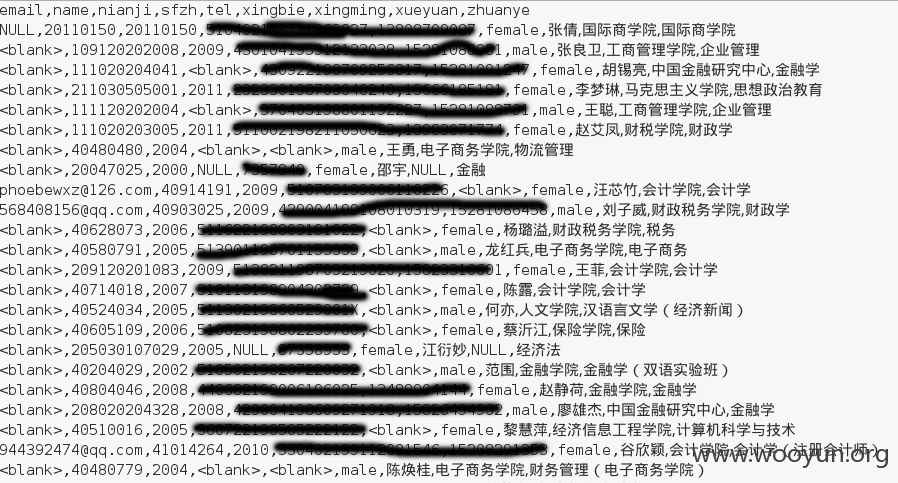 email,name,nianji,sfzh,tel,xingbie,xingming,xueyuan,zhuanye
NULL,20110150,20110150, ,female,张倩,国际商学院,国际商学院
<blank>,109120202008,2009, ,male,张良卫,工商管理学院,企业管理
<blank>,111020204041,<blank>, ,female,胡锡亮,中国金融研究中心,金融学
<blank>,211030505001,2011, ,female,李梦琳,马克思主义学院,思想政治教育
<blank>,111120202004,<blank>, ,male,王聪,工商管理学院,企业管理
<blank>,111020203005,2011, ,female,赵艾凤,财税学院,财政学
<blank>,40480480,2004,<blank>,<blank>,male,王勇,电子商务学院,物流管理
<blank>,20047025,2000,NULL, ,female,邵宇,NULL,金融
phoebewxz@126.com,40914191,2009, ,<blank>,female,汪芯竹,会计学院,会计学
568408156@qq.com,40903025,2009, ,male,刘子威,财政税务学院,财政学
<blank>,40628073,2006, ,<blank>,female,杨璐溢,财政税务学院,税务
<blank>,40580791,2005, ,<blank>,male,龙红兵,电子商务学院,电子商务
<blank>,209120201083,2009, ,female,王菲,会计学院,会计学
<blank>,40714018,2007, ,<blank>,female,陈露,会计学院,会计学
<blank>,40524034,2005, ,<blank>,male,何亦,人文学院,汉语言文学（经济新闻）
<blank>,40605109,2006, ,<blank>,female,蔡沂江,保险学院,保险
<blank>,205030107029,2005,NULL, ,female,江衍妙,NULL,经济法
<blank>,40204029,2002, ,<blank>,male,范围,金融学院,金融学（双语实验班）
<blank>,40804046,2008, ,female,赵静荷,金融学院,金融学
<blank>,208020204328,2008, ,male,廖雄杰,中国金融研究中心,金融学
<blank>,40510016,2005, ,<blank>,female,黎慧萍,经济信息工程学院,计算机科学与技术
944392474@qq.com,41014264,2010, ,female,谷欣颖,会计学院,会计学（注册会计师）
<blank>,40480779,2004,<blank>,<blank>,male,陈焕桂,电子商务学院,财务管理（电子商务学院）
www.wooyun.org